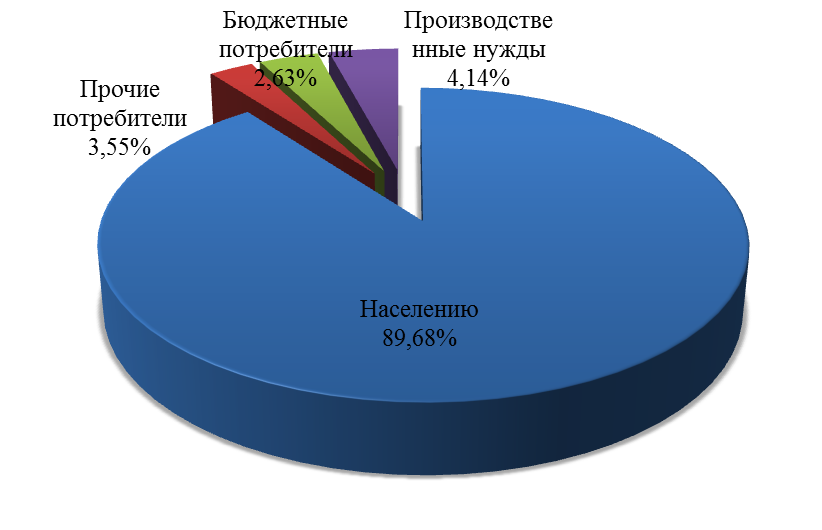 Бюджетные
потребители
2,63%
Производстве
нные нужды
4,14%
Прочие
потребители
3,55%
Населению
89,68%